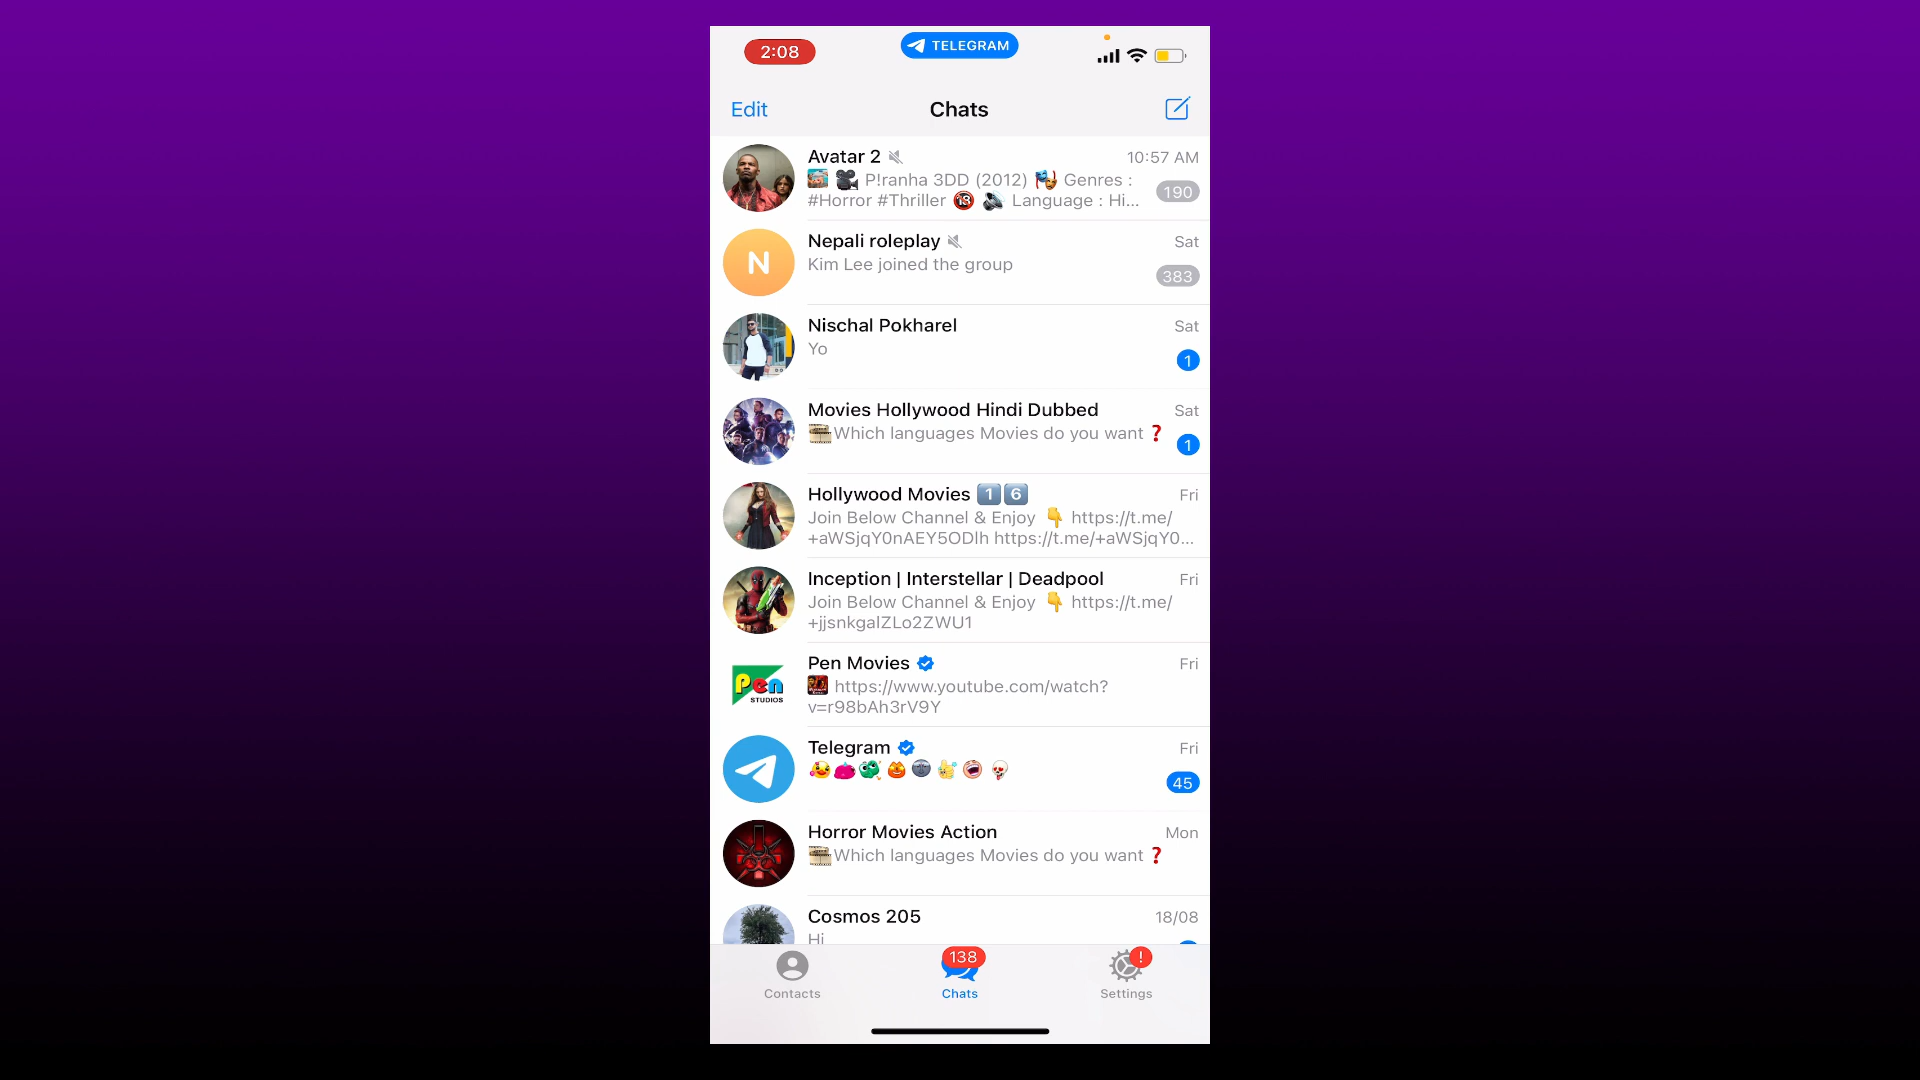 2:08
TELEGRAM
Edit
Chats
Avatar 2
10:57 AM
P!ranha 3DD (2012) 🎭 Genres :
#Horror #Thriller 🔞 🔊 Language : Hi...
190
Nepali roleplay
Sat
Kim Lee joined the group
383
N
Nischal Pokharel
Sat
Yo
1
Movies Hollywood Hindi Dubbed
Sat
🎞Which languages Movies do you want ❓
1
Hollywood Movies 1️⃣6️⃣
Fri
Join Below Channel & Enjoy 👇 https://t.me/
+aWSjqY0nAEY5ODlh https://t.me/+aWSjqY0...
Inception | Interstellar | Deadpool
Fri
Join Below Channel & Enjoy 👇 https://t.me/
+jjsnkgalZLo2ZWU1
Pen Movies
Fri
https://www.youtube.com/watch?
v=r98bAh3rV9Y
Pen
STUDIOS
Telegram
Fri
45
Horror Movies Action
Mon
🎞Which languages Movies do you want ❓
Cosmos 205
18/08
Hi
138
!
Contacts
Chats
Settings